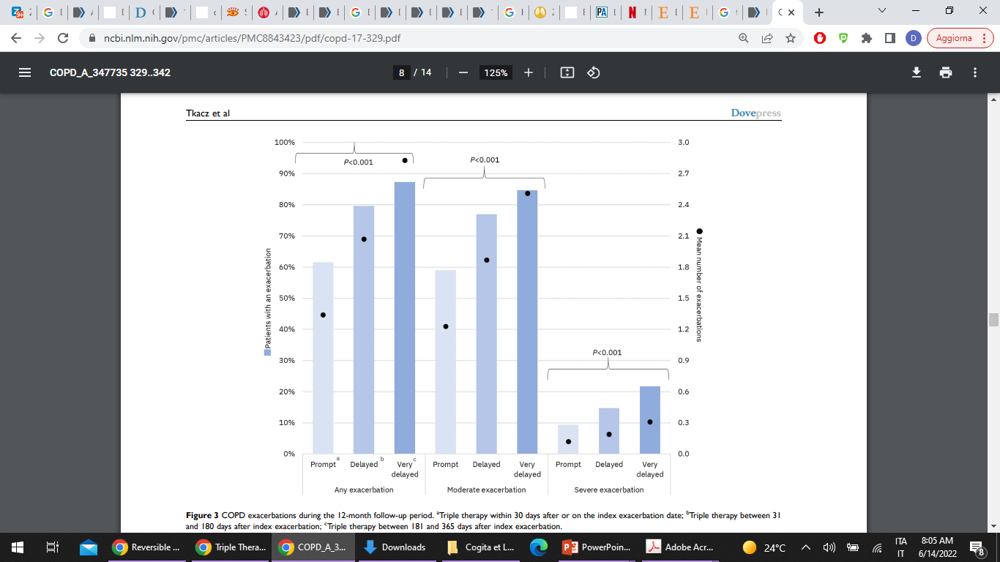 ncbi.nlm.nih.gov/pmc/articles/PMC8843423/pdf/copd-17-329.pdf
Aggiorna
COPD_A_347735 329..342
8 / 14
125%
Tkacz et al
Dovepress
100%
90%
80%
70%
60%
50%
40%
30%
20%
10%
0%
Patients with an exacerbation
3.0
2.7
2.4
2.1
1.8
1.5
1.2
0.9
0.6
0.3
0.0
Mean number of exacerbations
P<0.001
P<0.001
P<0.001
Prompt a Delayed b Very c delayed
Any exacerbation
Prompt Delayed Very delayed
Moderate exacerbation
Prompt Delayed Very delayed
Severe exacerbation
Figure 3 COPD exacerbations during the 12-month follow-up period. aTriple therapy within 30 days after or on the index exacerbation date; bTriple therapy between 31
and 180 days after index exacerbation; cTriple therapy between 181 and 365 days after index exacerbation.
Reversible ...
Triple Thera...
COPD_A_3...
Downloads
Cogita et L...
PowerPoin...
Adobe Acr...
24°C
ITA
IT
8:05 AM
6/14/2022
8